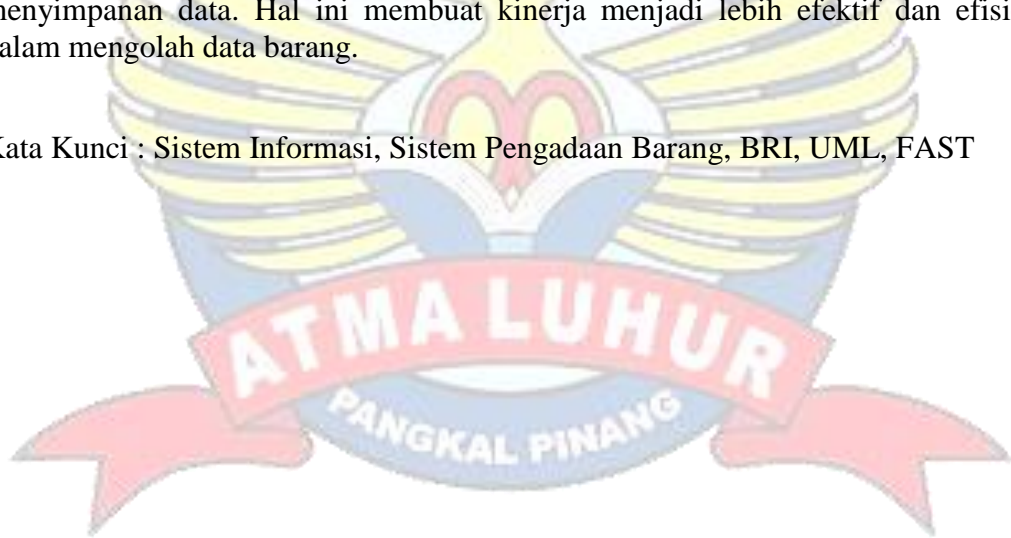 menyimpanan data. Hal ini membuat kinerja menjadi lebih efektif dan efisi
dalam mengolah data barang.
Kata Kunci : Sistem Informasi, Sistem Pengadaan Barang, BRI, UML, FAST
ATMA LUHUR
PANGKAL PINANG